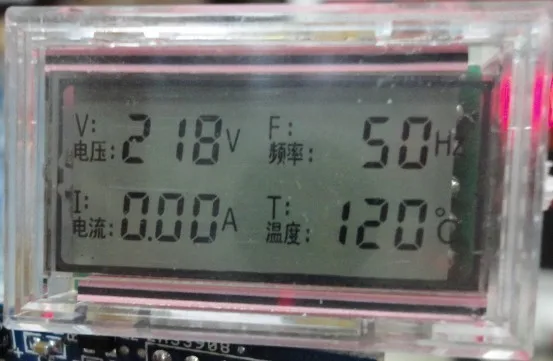 V: F:
电压: 218 V 频率: 50 Hz
I: T:
电流: 0.00 A 温度: 120 °C